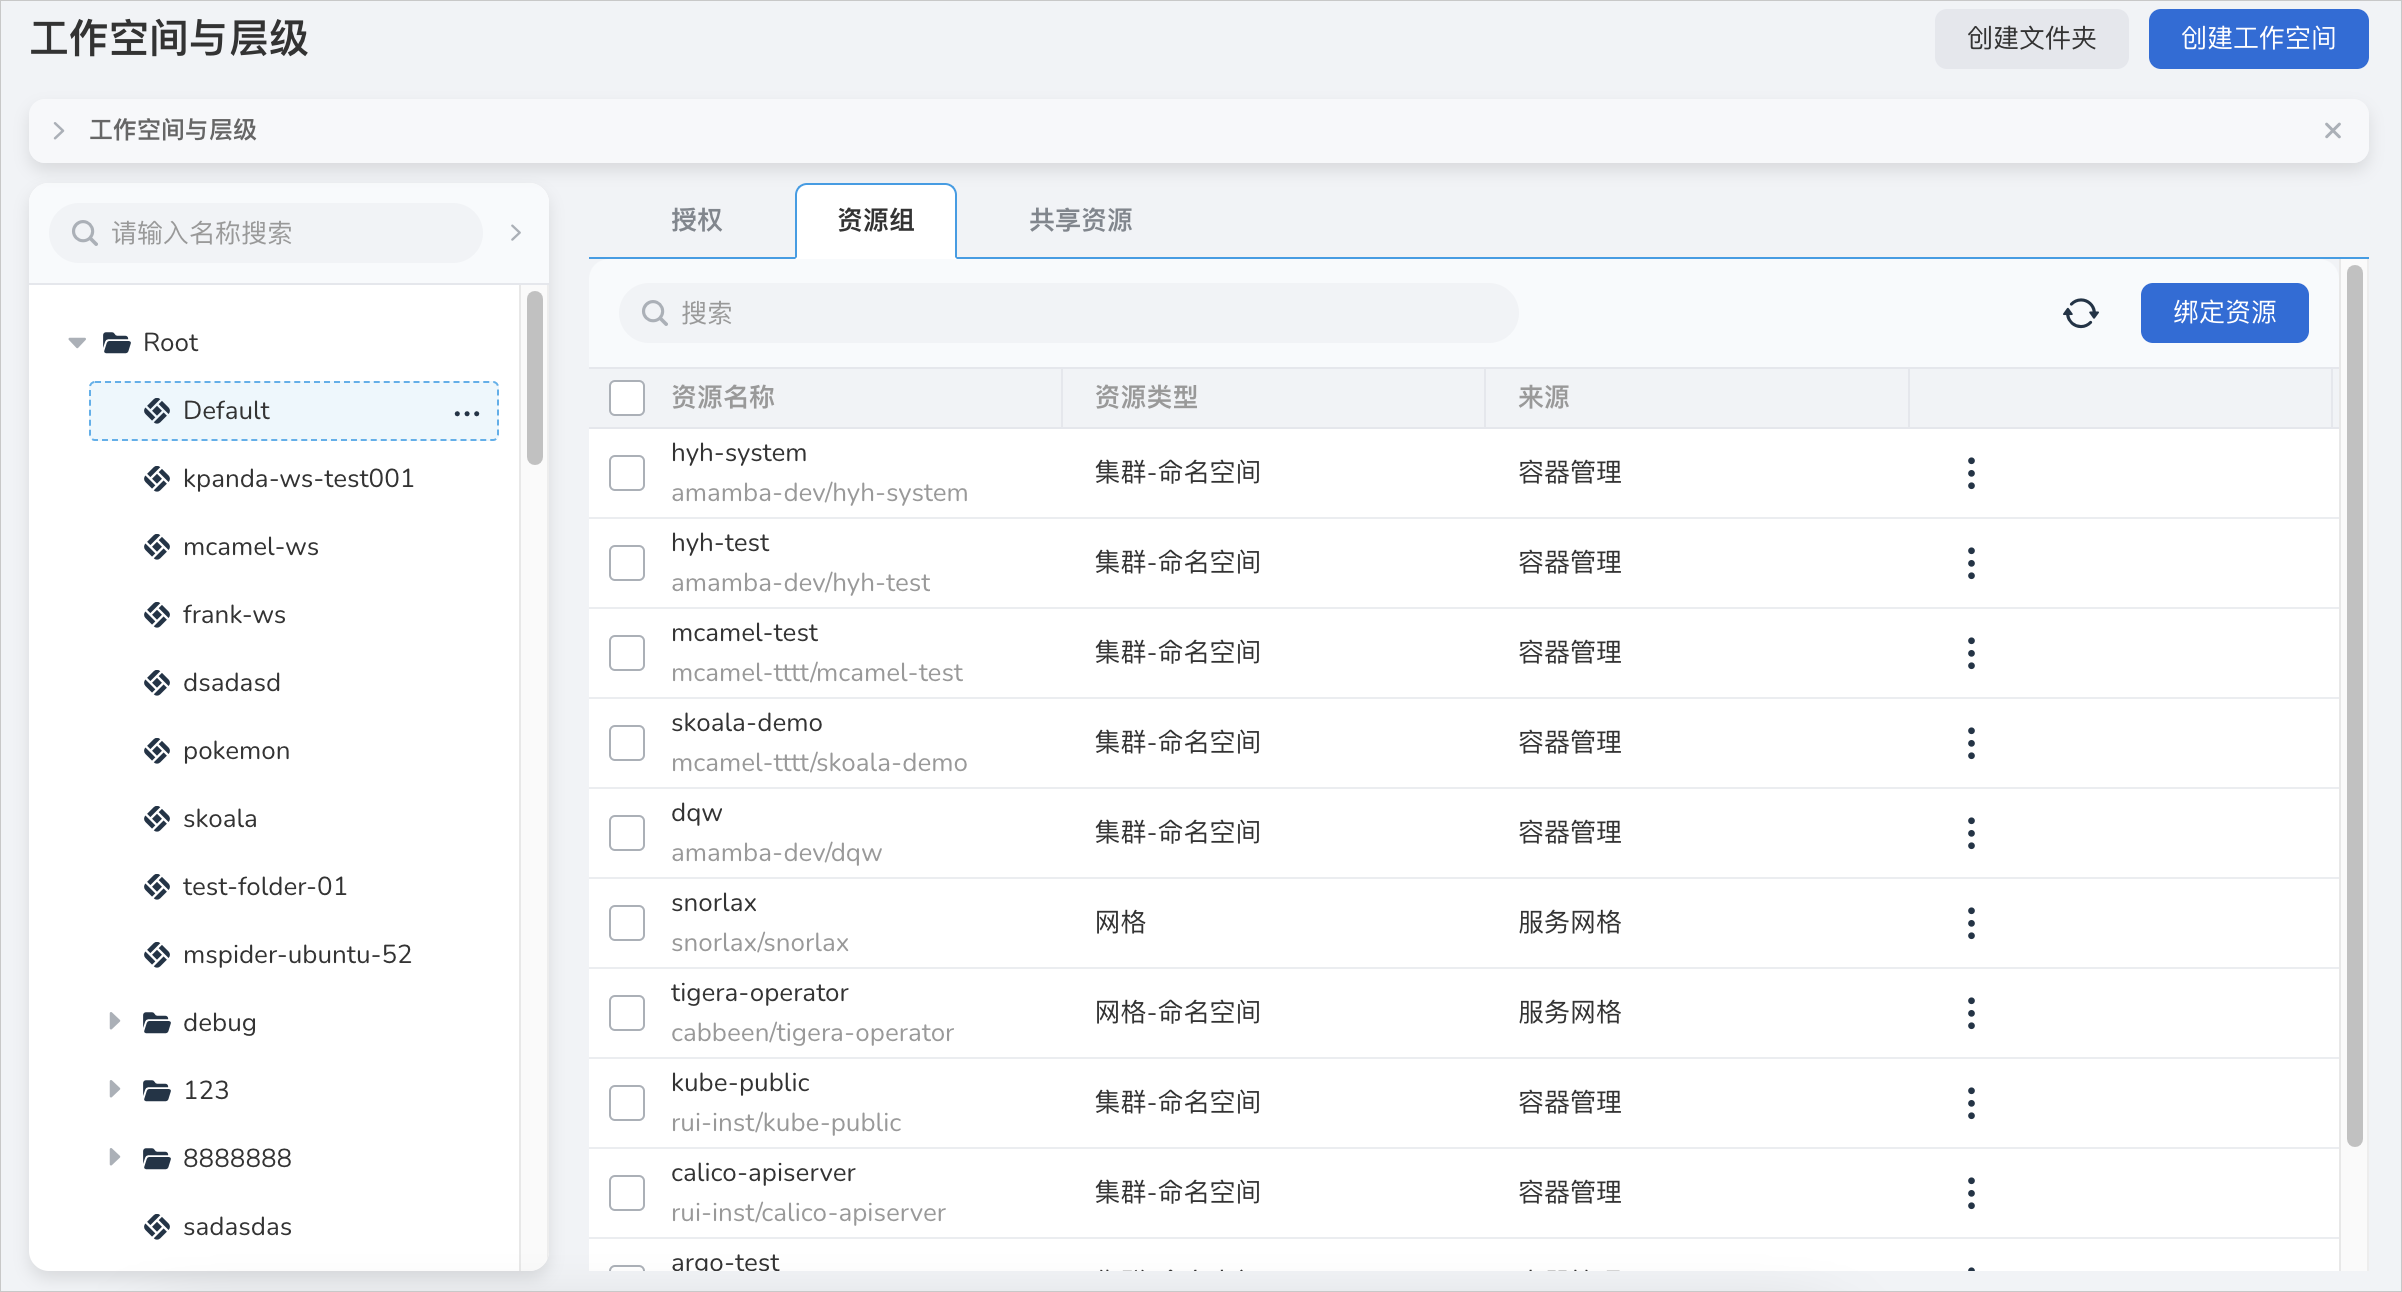 工作空间与层级
创建文件夹
创建工作空间
工作空间与层级
请输入名称搜索
Root
Default
kpanda-ws-test001
mcamel-ws
frank-ws
dsadasd
pokemon
skoala
test-folder-01
mspider-ubuntu-52
debug
123
8888888
sadasdas
授权
资源组
共享资源
搜索
绑定资源
资源名称
资源类型
来源
hyh-system
amamba-dev/hyh-system
集群-命名空间
容器管理
hyh-test
amamba-dev/hyh-test
集群-命名空间
容器管理
mcamel-test
mcamel-tttt/mcamel-test
集群-命名空间
容器管理
skoala-demo
mcamel-tttt/skoala-demo
集群-命名空间
容器管理
dqw
amamba-dev/dqw
集群-命名空间
容器管理
snorlax
snorlax/snorlax
网格
服务网格
tigera-operator
cabbeen/tigera-operator
网格-命名空间
服务网格
kube-public
rui-inst/kube-public
集群-命名空间
容器管理
calico-apiserver
rui-inst/calico-apiserver
集群-命名空间
容器管理
argo-test